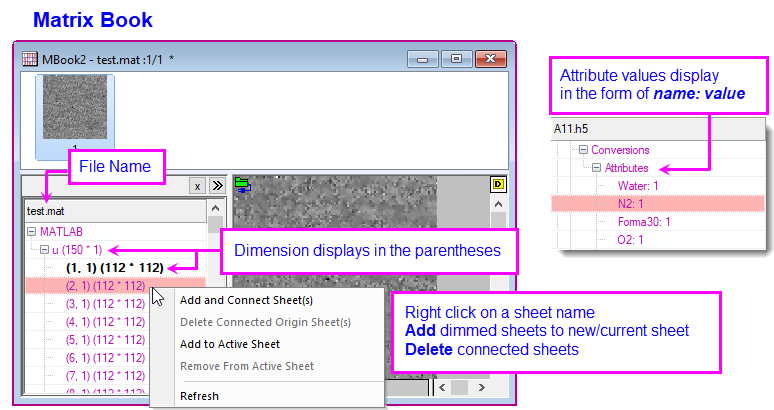 Matrix Book
MBook2 - test.mat :1/1 *
1
File Name
x
test.mat
MATLAB
u (150 * 1)
(1, 1) (112 * 112)
(2, 1) (112 * 112)
(3, 1) (112 * 112)
(4, 1) (112 * 112)
(5, 1) (112 * 112)
(6, 1) (112 * 112)
(7, 1) (112 * 112)
(8, 1) (112 * 112)
D
Dimension displays in the parentheses
Add and Connect Sheet(s)
Delete Connected Origin Sheet(s)
Add to Active Sheet
Remove From Active Sheet
Refresh
Attribute values display
in the form of name: value
A11.h5
Conversions
Attributes
Water: 1
N2: 1
Forma30: 1
O2: 1
Right click on a sheet name
Add dimmed sheets to new/current sheet
Delete connected sheets